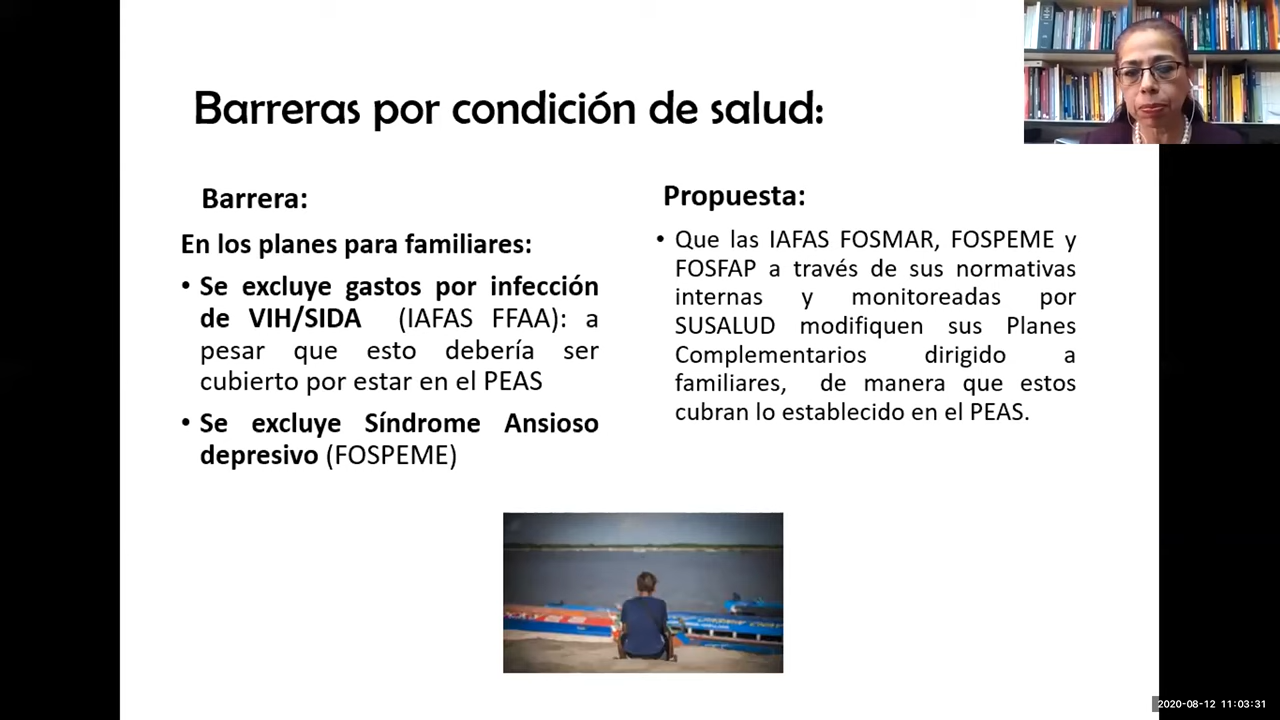 Barreras por condición de salud:
Barrera:
En los planes para familiares:
• Se excluye gastos por infección
de VIH/SIDA (IAFAS FFAA): a
pesar que esto debería ser
cubierto por estar en el PEAS
• Se excluye Síndrome Ansioso
depresivo (FOSPEME)
Propuesta:
• Que las IAFAS FOSMAR, FOSPEME y
FOSFAP a través de sus normativas
internas y monitoreadas por
SUSALUD modifiquen sus Planes
Complementarios dirigido a
familiares, de manera que estos
cubran lo establecido en el PEAS.
2020-08-12 11:03:31